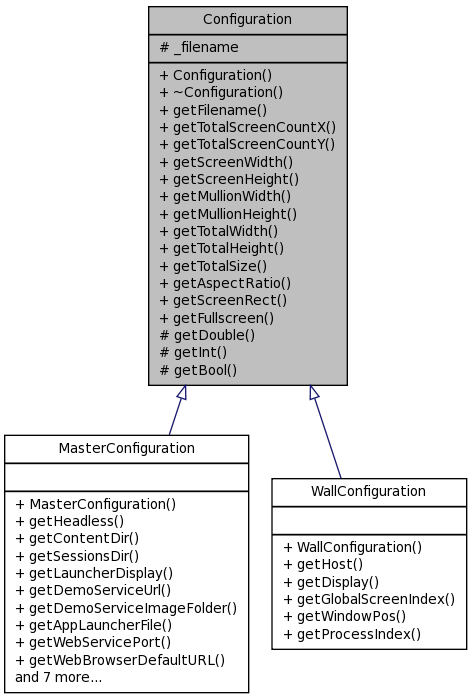 Configuration
# _filename
+ Configuration()
+ ~Configuration()
+ getFilename()
+ getTotalScreenCountX()
+ getTotalScreenCountY()
+ getScreenWidth()
+ getScreenHeight()
+ getMullionWidth()
+ getMullionHeight()
+ getTotalWidth()
+ getTotalHeight()
+ getTotalSize()
+ getAspectRatio()
+ getScreenRect()
+ getFullscreen()
# getDouble()
# getInt()
# getBool()
MasterConfiguration
+ MasterConfiguration()
+ getHeadless()
+ getContentDir()
+ getSessionsDir()
+ getLauncherDisplay()
+ getDemoServiceUrl()
+ getDemoServiceImageFolder()
+ getAppLauncherFile()
+ getWebServicePort()
+ getWebBrowserDefaultURL()
and 7 more...
WallConfiguration
+ WallConfiguration()
+ getHost()
+ getDisplay()
+ getGlobalScreenIndex()
+ getWindowPos()
+ getProcessIndex()